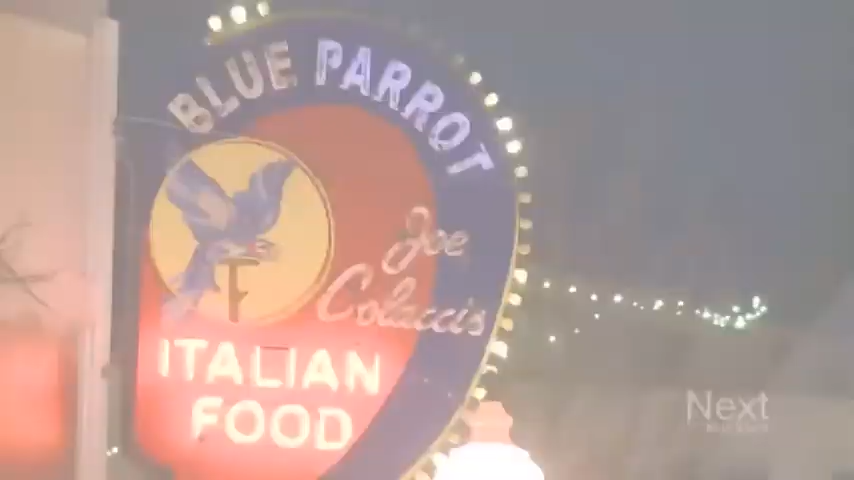 BLUE PARROT
Joe
Colacci's
ITALIAN
FOOD
Next